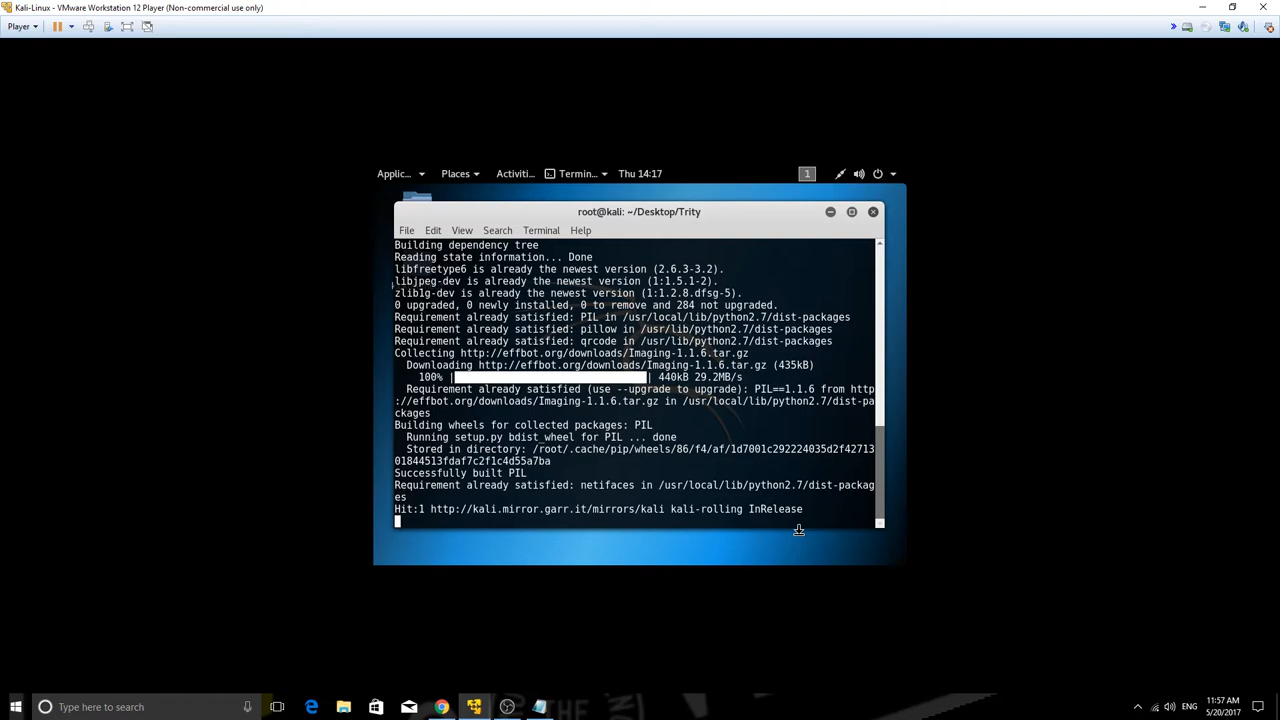 Kali-Linux - VMware Workstation 12 Player (Non-commercial use only)
Player
Applic... Places Activiti... Termin... Thu 14:17 1
root@kali: ~/Desktop/Trity
File Edit View Search Terminal Help
Building dependency tree
Reading state information... Done
libfreetype6 is already the newest version (2.6.3-3.2).
libjpeg-dev is already the newest version (1:1.5.1-2).
zlib1g-dev is already the newest version (1:1.2.8.dfsg-5).
0 upgraded, 0 newly installed, 0 to remove and 284 not upgraded.
Requirement already satisfied: PIL in /usr/local/lib/python2.7/dist-packages
Requirement already satisfied: pillow in /usr/lib/python2.7/dist-packages
Requirement already satisfied: qrcode in /usr/lib/python2.7/dist-packages
Collecting http://effbot.org/downloads/Imaging-1.1.6.tar.gz
Downloading http://effbot.org/downloads/Imaging-1.1.6.tar.gz (435kB)
100% | | 440kB 29.2MB/s
Requirement already satisfied (use --upgrade to upgrade): PIL==1.1.6 from http
://effbot.org/downloads/Imaging-1.1.6.tar.gz in /usr/local/lib/python2.7/dist-pa
ckages
Building wheels for collected packages: PIL
Running setup.py bdist_wheel for PIL ... done
Stored in directory: /root/.cache/pip/wheels/86/f4/af/1d7001c292224035d2f42713
01844513fdaf7c2f1c4d55a7ba
Successfully built PIL
Requirement already satisfied: netifaces in /usr/local/lib/python2.7/dist-packag
es
Hit:1 http://kali.mirror.garr.it/mirrors/kali kali-rolling InRelease
Type here to search
ENG
11:57 AM
5/20/2017